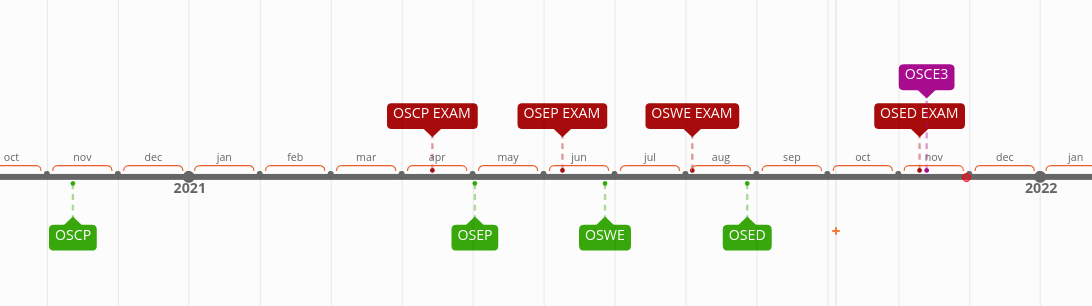 OSCE3
OSCP EXAM
OSEP EXAM
OSWE EXAM
OSED EXAM
oct
nov
dec
jan
feb
mar
apr
may
jun
jul
aug
sep
oct
nov
dec
jan
2021
2022
OSCP
OSEP
OSWE
OSED